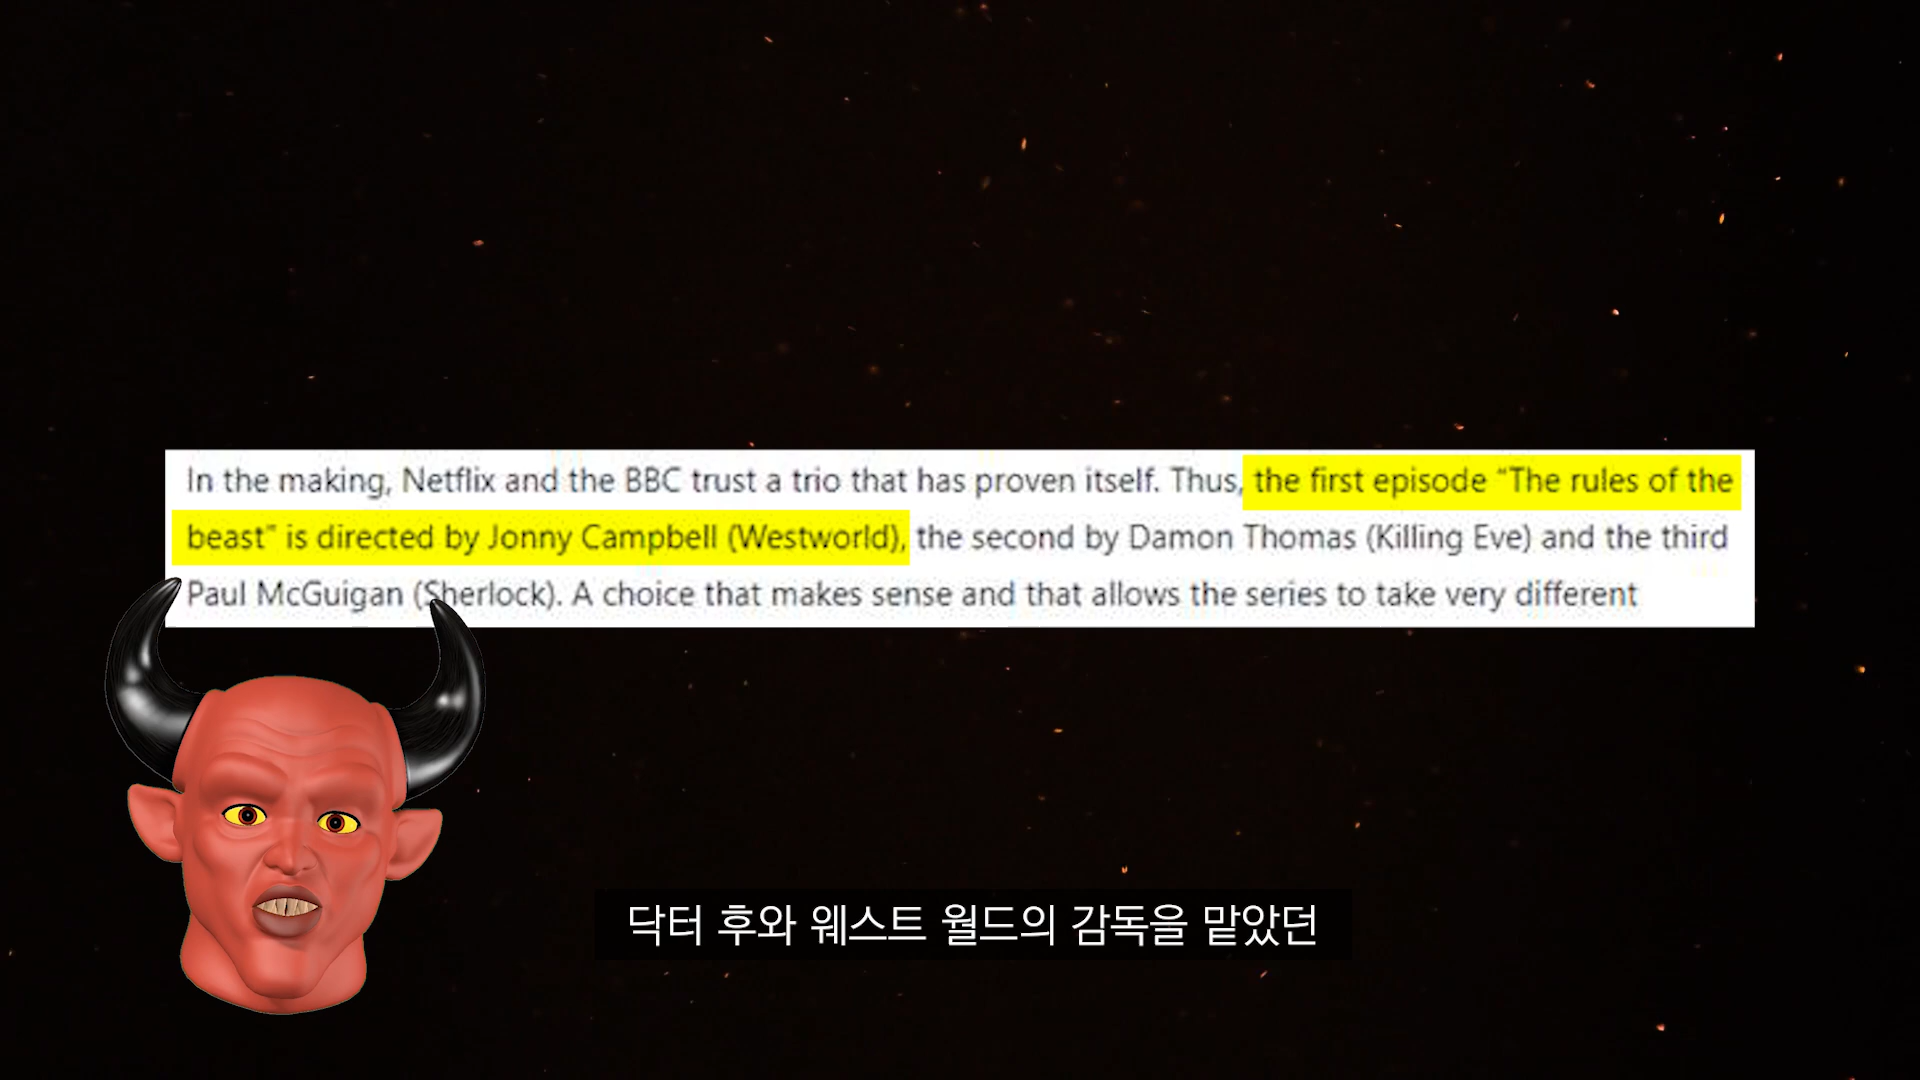 In the making, Netflix and the BBC trust a trio that has proven itself. Thus, the first episode “The rules of the
beast” is directed by Jonny Campbell (Westworld), the second by Damon Thomas (Killing Eve) and the third
Paul McGuigan (Sherlock). A choice that makes sense and that allows the series to take very different
닥터 후와 웨스트 월드의 감독을 맡았던